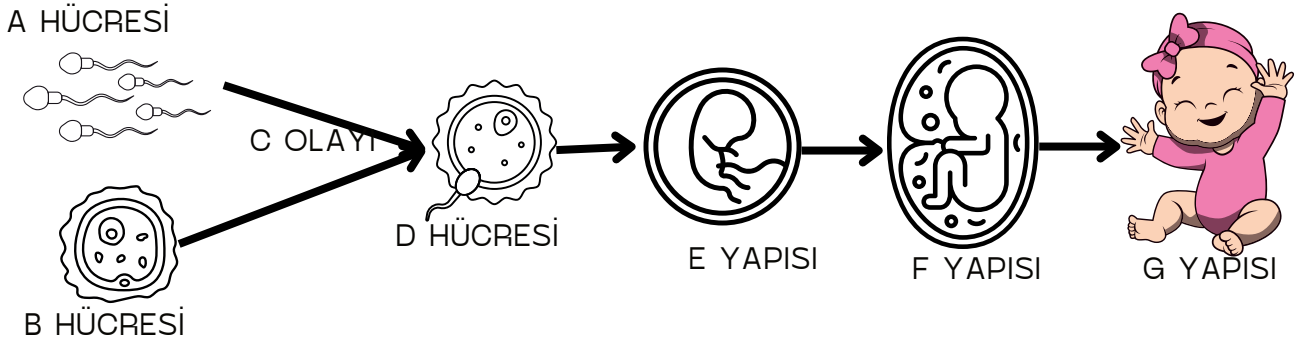 A HÜCRESİ
C OLAYI
D HÜCRESİ
E YAPISI
F YAPISI
G YAPISI
B HÜCRESİ